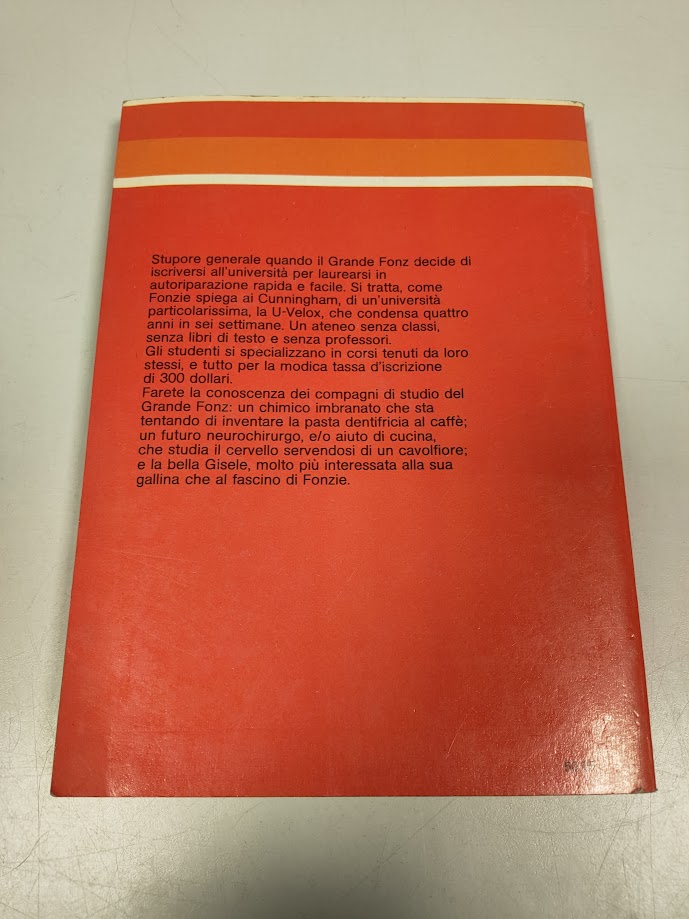 Stupore generale quando il Grande Fonz decide di
iscriversi all'università per laurearsi in
autoriparazione rapida e facile. Si tratta, come
Fonzie spiega ai Cunningham, di un'università
particolarissima, la U-Velox, che condensa quattro
anni in sei settimane. Un ateneo senza classi,
senza libri di testo e senza professori.
Gli studenti si specializzano in corsi tenuti da loro
stessi, e tutto per la modica tassa d'iscrizione
di 300 dollari.
Farete la conoscenza dei compagni di studio del
Grande Fonz: un chimico imbranato che sta
tentando di inventare la pasta dentifricia al caffè;
un futuro neurochirurgo, e/o aiuto di cucina,
che studia il cervello servendosi di un cavolfiore;
e la bella Gisele, molto più interessata alla sua
gallina che al fascino di Fonzie.